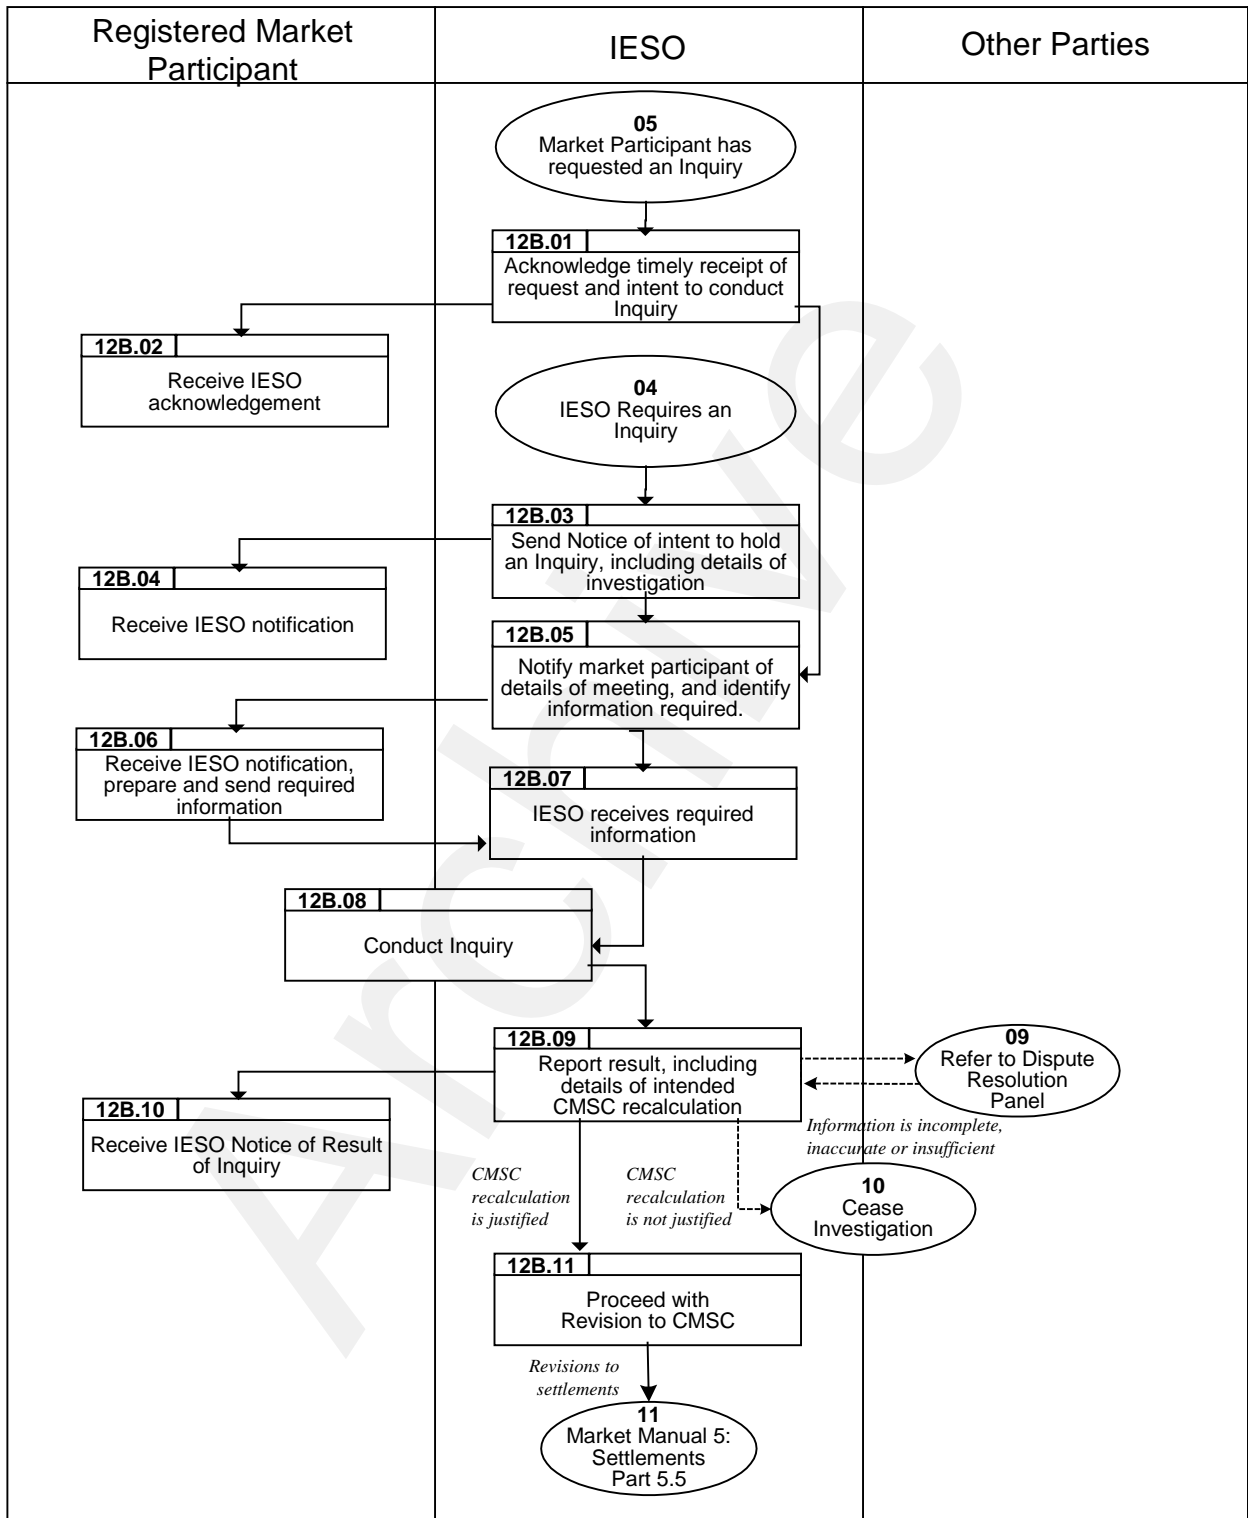 Registered Market
Participant
IESO
Other Parties
05
Market Participant has
requested an Inquiry
12B.01
Acknowledge timely receipt of
request and intent to conduct
Inquiry
12B.02
Receive IESO
acknowledgement
04
IESO Requires an
Inquiry
12B.03
Send Notice of intent to hold
an Inquiry, including details of
investigation
12B.04
Receive IESO notification
12B.05
Notify market participant of
details of meeting, and identify
information required.
12B.06
Receive IESO notification,
prepare and send required
information
12B.07
IESO receives required
information
12B.08
Conduct Inquiry
12B.09
Report result, including
details of intended
CMSC recalculation
09
Refer to Dispute
Resolution
Panel
12B.10
Receive IESO Notice of Result
of Inquiry
Information is incomplete,
inaccurate or insufficient
CMSC
recalculation
is justified
CMSC
recalculation
is not justified
10
Cease
Investigation
12B.11
Proceed with
Revision to CMSC
Revisions to
settlements
11
Market Manual 5:
Settlements
Part 5.5
Archive